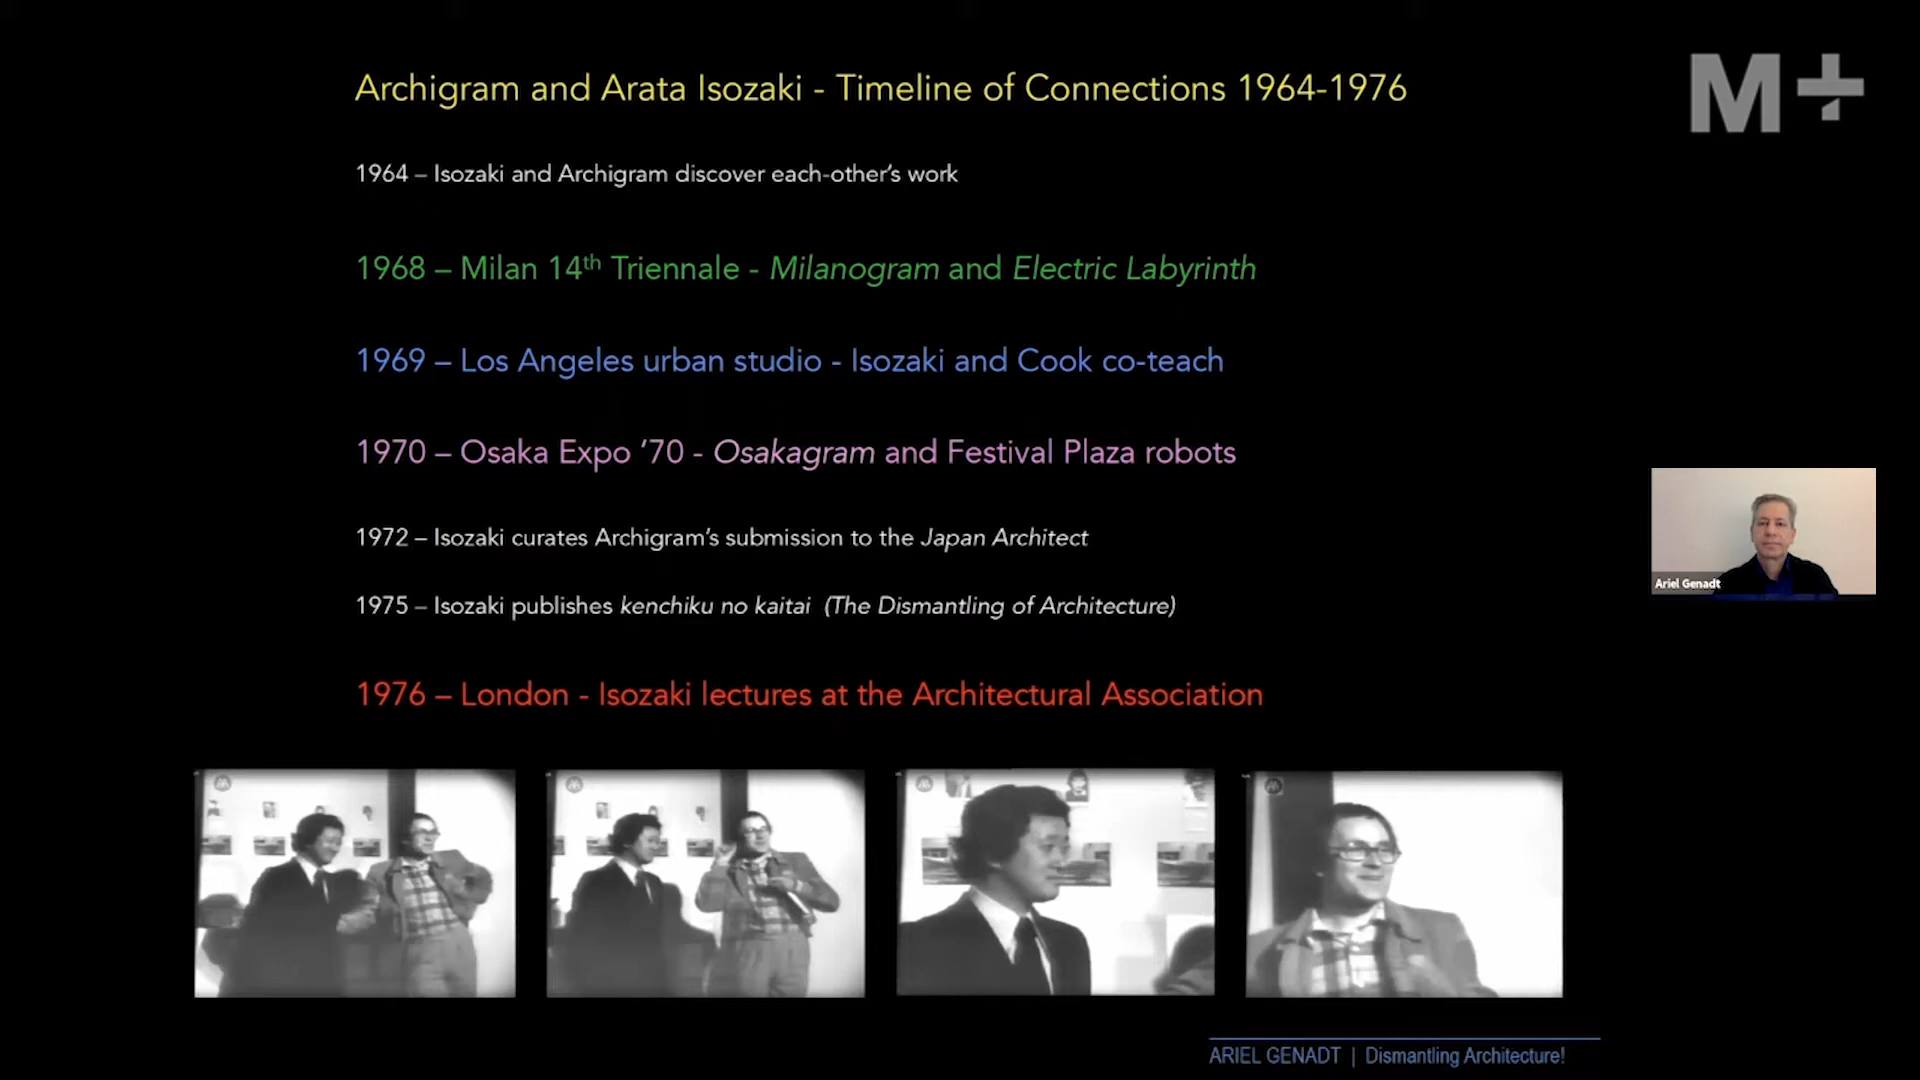 Archigram and Arata Isozaki - Timeline of Connections 1964-1976
M+
1964 – Isozaki and Archigram discover each-other’s work
1968 – Milan 14th Triennale - Milanogram and Electric Labyrinth
1969 – Los Angeles urban studio - Isozaki and Cook co-teach
1970 – Osaka Expo ‘70 - Osakagram and Festival Plaza robots
1972 – Isozaki curates Archigram’s submission to the Japan Architect
1975 – Isozaki publishes kenchiku no kaitai (The Dismantling of Architecture)
Ariel Genadt
1976 – London - Isozaki lectures at the Architectural Association
ARIEL GENADT | Dismantling Architecture!